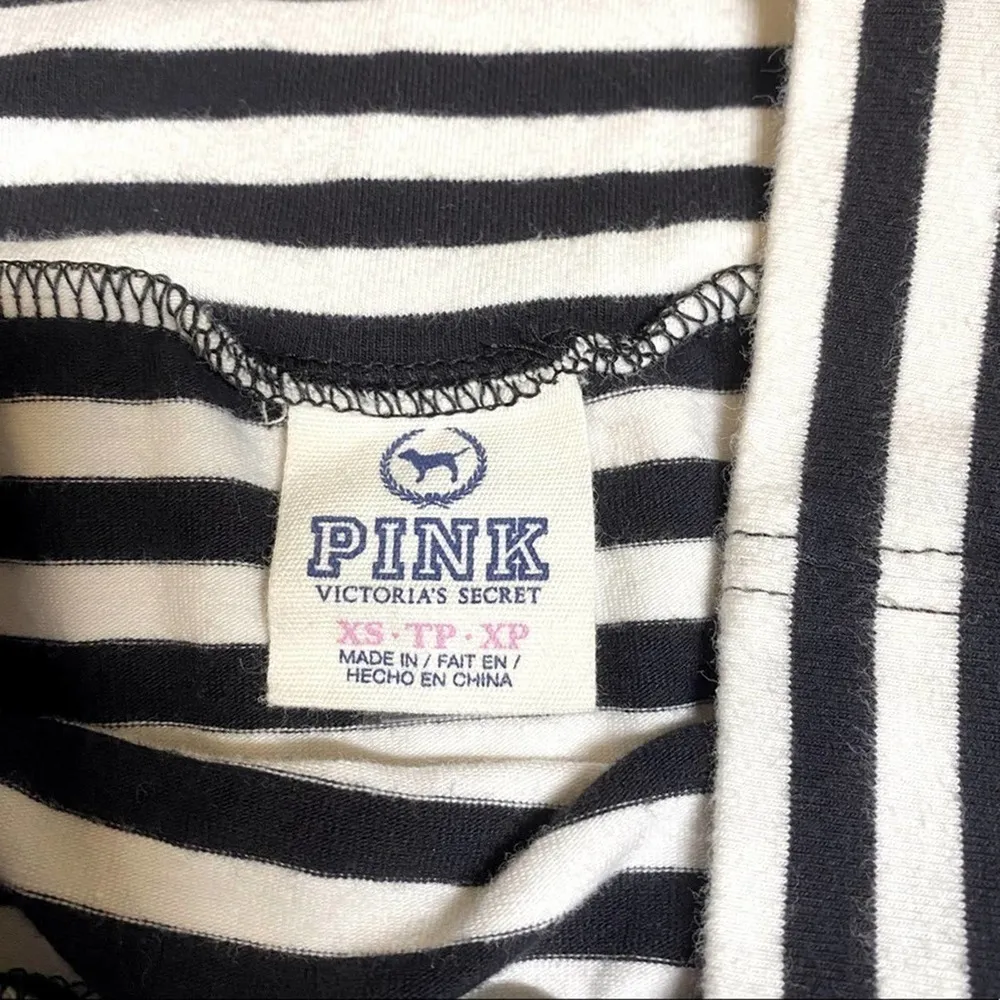 PINK
VICTORIA'S SECRET
XS · TP · XP
MADE IN / FAIT EN /
HECHO EN CHINA